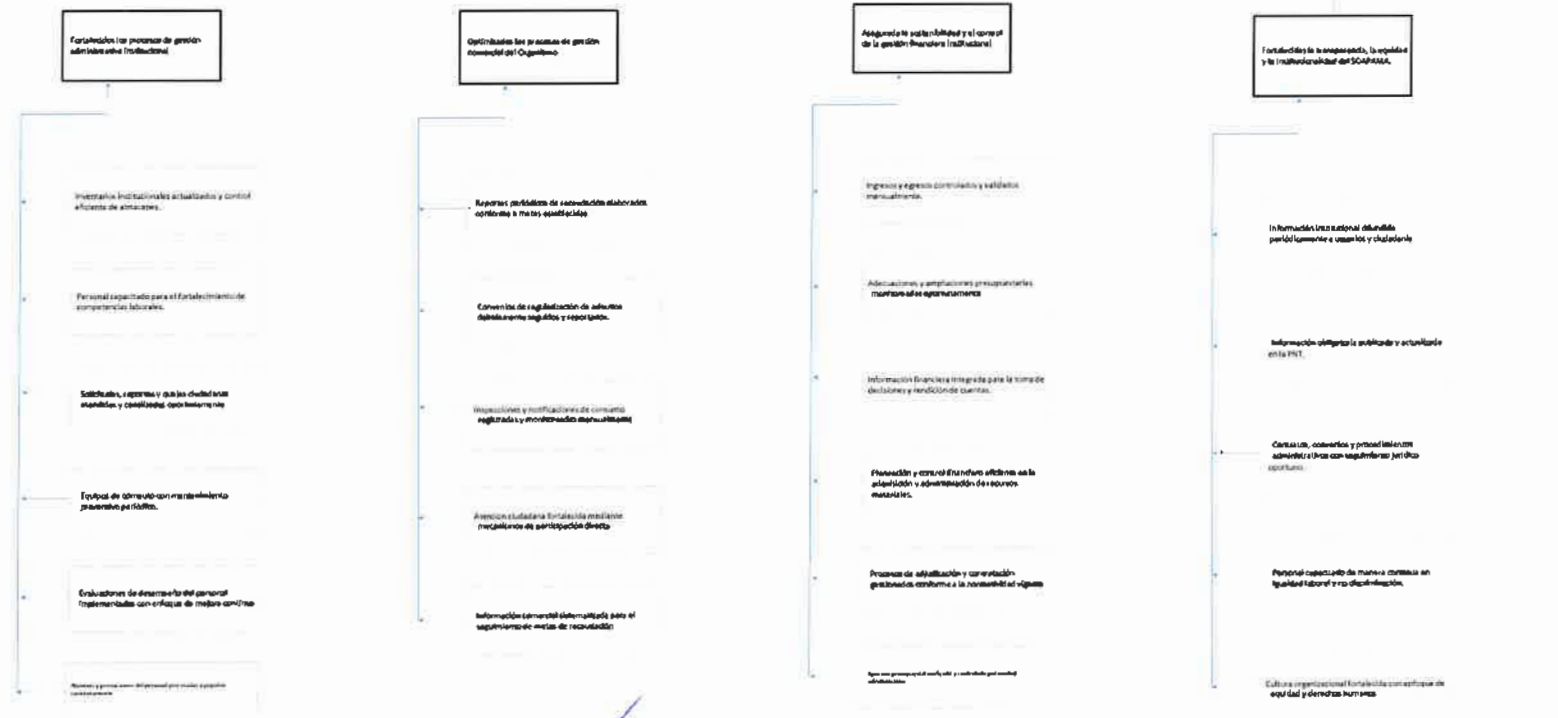 Fortalecidos los procesos de gestión
administrativa institucional
Inventarios institucionales actualizados y control
eficiente de almacenes.
Personal capacitado para el fortalecimiento de
competencias laborales.
Solicitudes, reportes y quejas ciudadanas
atendidas y canalizadas oportunamente
Equipos de cómputo con mantenimiento
preventivo periódico.
Evaluaciones de desempeño del personal
implementadas con enfoque de mejora continua
Optimizados los procesos de gestión
comercial del Organismo
Reportes periódicos de recaudación elaborados
conforme a metas establecidas
Convenios de regularización de adeudos
debidamente seguidos y reportados.
Inspecciones y notificaciones de consumo
registradas y monitoreadas mensualmente
Atención ciudadana fortalecida mediante
mecanismos de participación directa
Información comercial sistematizada para el
seguimiento de metas de recaudación
Asegurada la sostenibilidad y el control
de la gestión financiera institucional
Ingresos y egresos controlados y validados
mensualmente.
Adecuaciones y ampliaciones presupuestarias
monitoreadas oportunamente
Información financiera integrada para la toma de
decisiones y rendición de cuentas.
Planeación y control financiero eficiente en la
adquisición y administración de recursos
materiales.
Procesos de adjudicación y contratación
gestionados conforme a la normatividad vigente
Fortalecidas la transparencia, la equidad
y la institucionalidad del SOAPAMA.
Información institucional difundida
periódicamente a usuarios y ciudadanía
Información obligatoria publicada y actualizada
en la PNT.
Contratos, convenios y procedimientos
administrativos con seguimiento jurídico
oportuno.
Personal capacitado de manera continua en
igualdad laboral y no discriminación.
Cultura organizacional fortalecida con enfoque de
equidad y derechos humanos